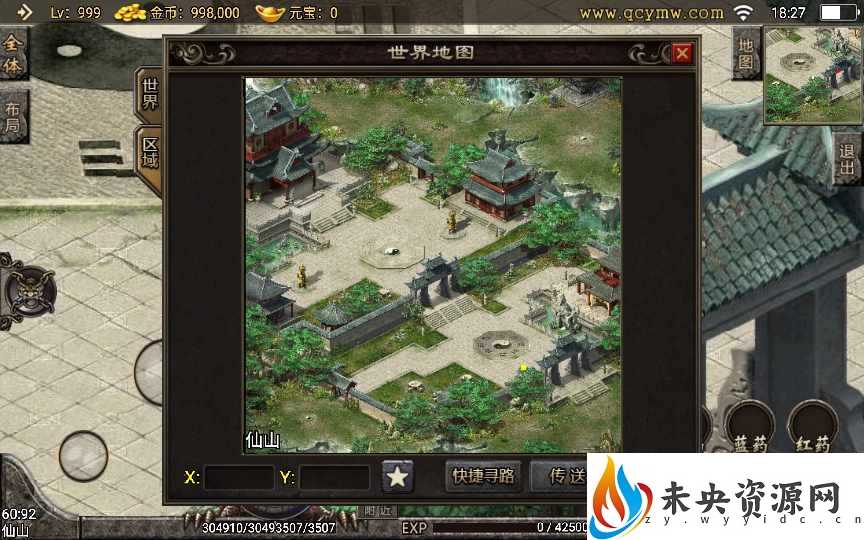 Lv: 999 金币: 998,000 元宝: 0 www.qcymw.com 18:27
全体
布局
世界
区域
世界地图
地图
退出
仙山
X: Y: 快捷寻路 传送
蓝药 红药
60:92
仙山
附近
304910/30493507/3507 EXP 0/42500
未央资源网
zy.wyyidc.cn